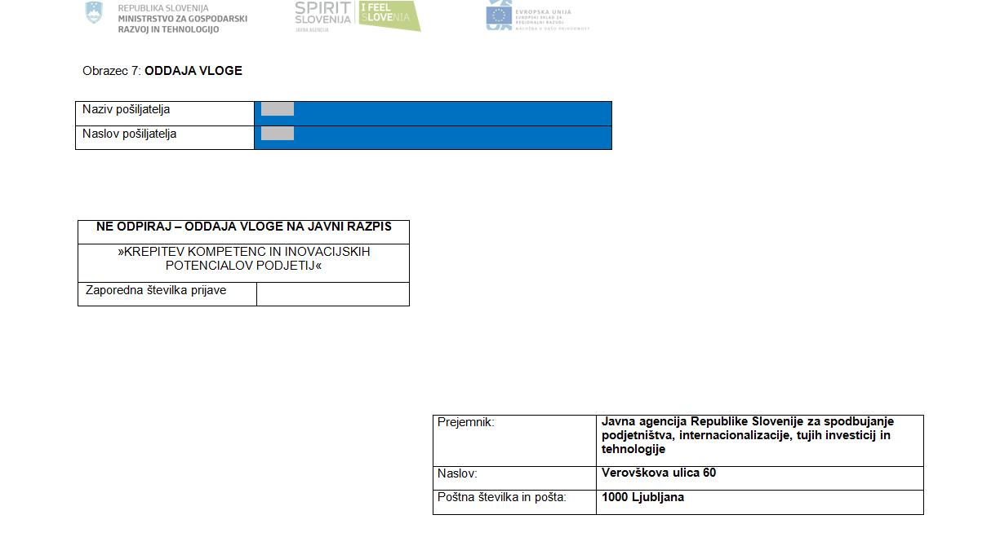 REPUBLIKA SLOVENIJA
MINISTRSTVO ZA GOSPODARSKI
RAZVOJ IN TEHNOLOGIJO
SPIRIT
SLOVENIJA
JAVNA AGENCIJA
I FEEL
SLOVENIA
EVROPSKA UNIJA
EVROPSKI SKLAD ZA
REGIONALNI RAZVOJ
NALOŽBA V VAŠO PRIHODNOST
Obrazec 7: ODDAJA VLOGE
Naziv pošiljatelja
Naslov pošiljatelja
NE ODPIRAJ – ODDAJA VLOGE NA JAVNI RAZPIS
»KREPITEV KOMPETENC IN INOVACIJSKIH
POTENCIALOV PODJETIJ«
Zaporedna številka prijave
Prejemnik: Javna agencija Republike Slovenije za spodbujanje
podjetništva, internacionalizacije, tujih investicij in
tehnologije
Naslov: Verovškova ulica 60
Poštna številka in pošta: 1000 Ljubljana